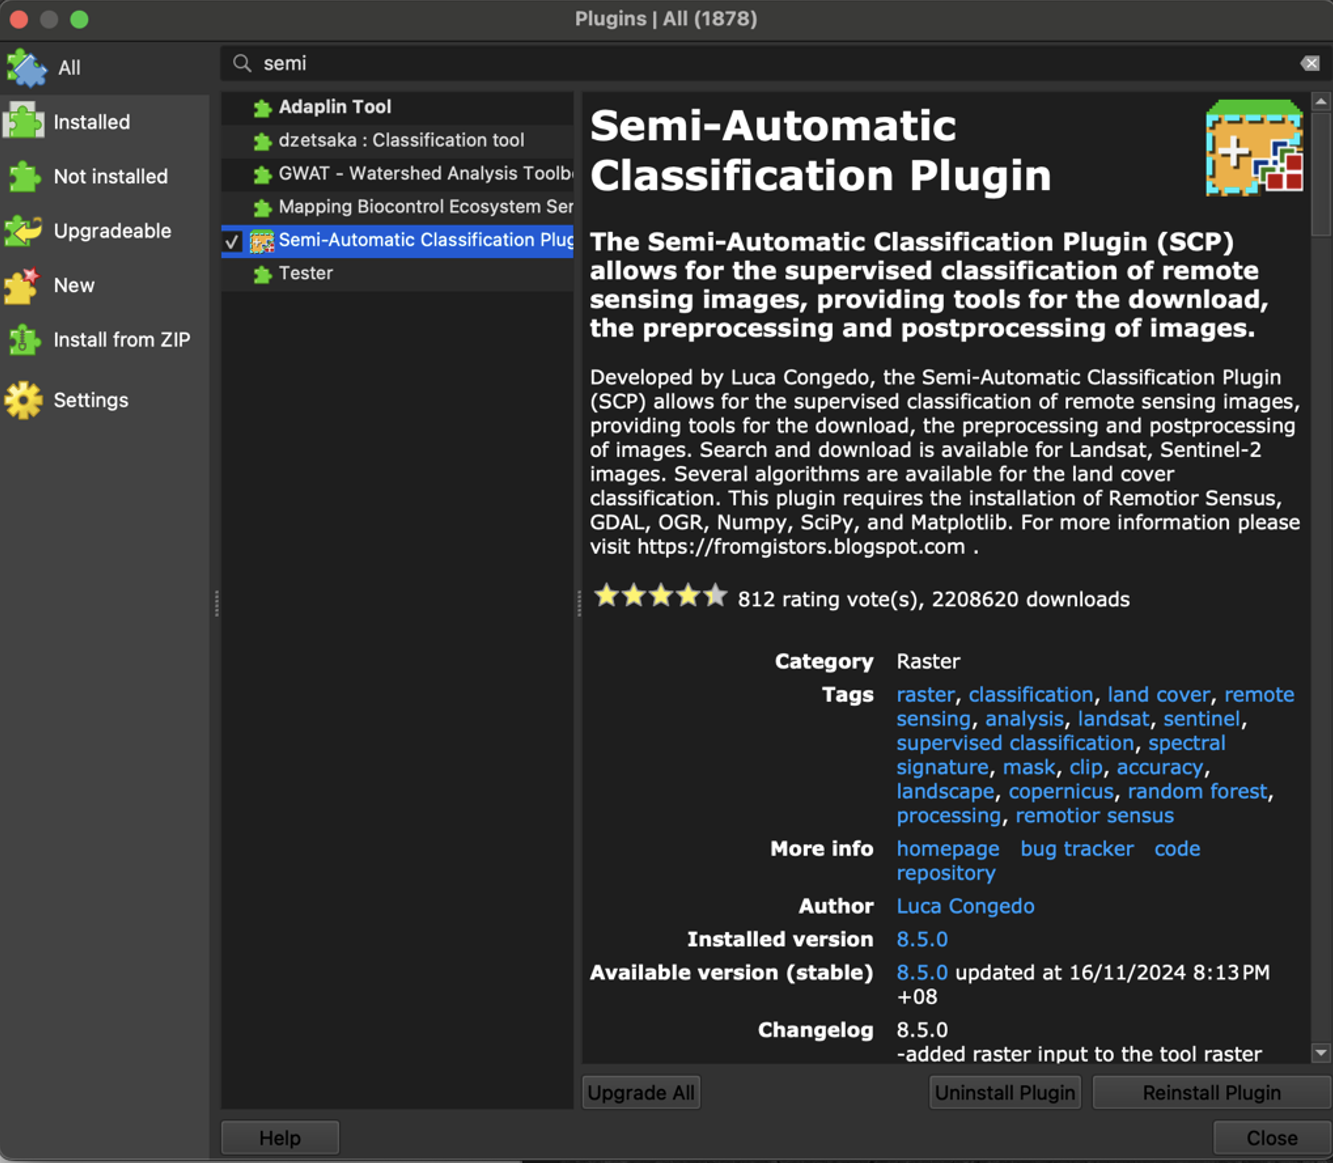 Plugins | All (1878)
All
Installed
Not installed
Upgradeable
New
Install from ZIP
Settings
semi
Adaplin Tool
dzetsaka : Classification tool
GWAT - Watershed Analysis Toolb
Mapping Biocontrol Ecosystem Ser
Semi-Automatic Classification Plug
Tester
Semi-Automatic
Classification Plugin
The Semi-Automatic Classification Plugin (SCP)
allows for the supervised classification of remote
sensing images, providing tools for the download,
the preprocessing and postprocessing of images.
Developed by Luca Congedo, the Semi-Automatic Classification Plugin
(SCP) allows for the supervised classification of remote sensing images,
providing tools for the download, the preprocessing and postprocessing
of images. Search and download is available for Landsat, Sentinel-2
images. Several algorithms are available for the land cover
classification. This plugin requires the installation of Remotior Sensus,
GDAL, OGR, Numpy, SciPy, and Matplotlib. For more information please
visit https://fromgistors.blogspot.com .
812 rating vote(s), 2208620 downloads
Category Raster
Tags raster, classification, land cover, remote
sensing, analysis, landsat, sentinel,
supervised classification, spectral
signature, mask, clip, accuracy,
landscape, copernicus, random forest,
processing, remotior sensus
More info homepage bug tracker code
repository
Author Luca Congedo
Installed version 8.5.0
Available version (stable) 8.5.0 updated at 16/11/2024 8:13 PM
+08
Changelog 8.5.0
-added raster input to the tool raster
Upgrade All
Uninstall Plugin
Reinstall Plugin
Help
Close